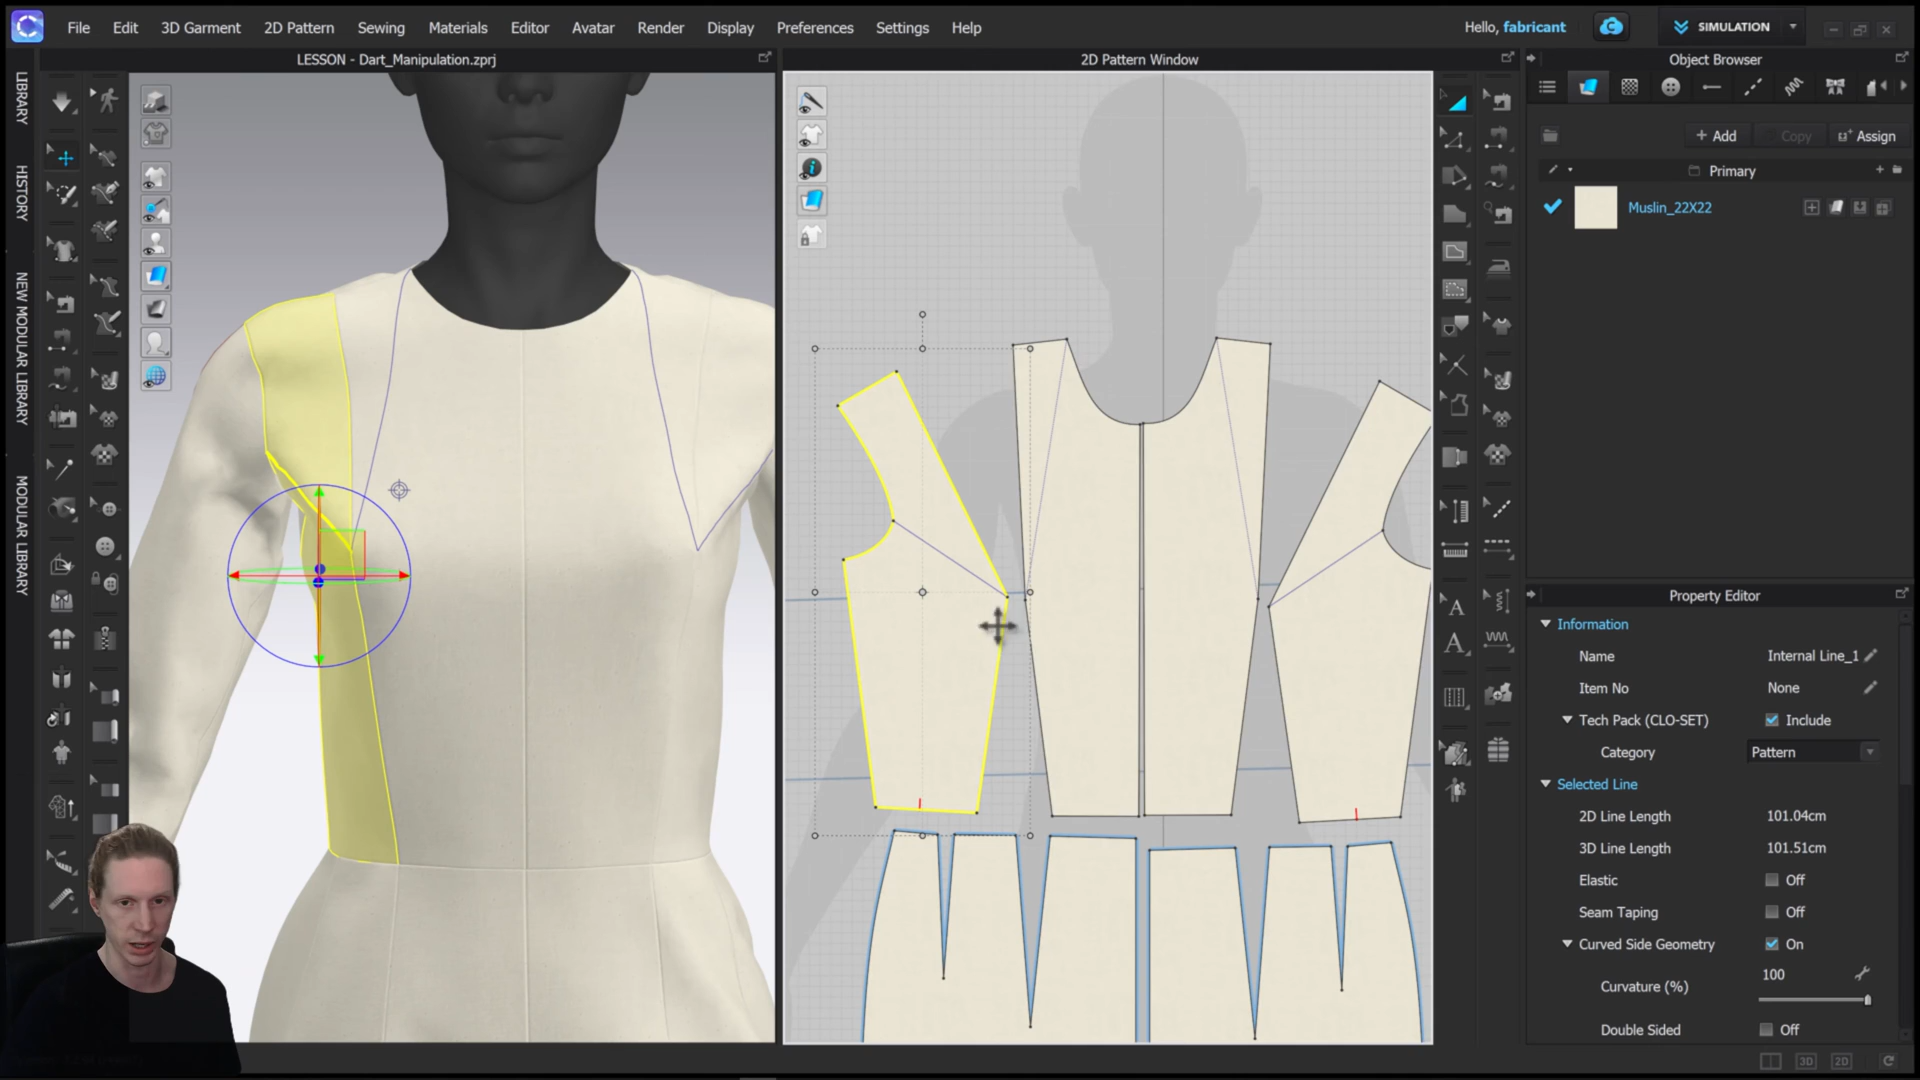 File Edit 3D Garment 2D Pattern Sewing Materials Editor Avatar Render Display Preferences Settings Help
Hello, fabricant
SIMULATION
LESSON - Dart_Manipulation.zprj
2D Pattern Window
Object Browser
LIBRARY
HISTORY
NEW MODULAR LIBRARY
MODULAR LIBRARY
+ Add Copy Assign
Primary
Muslin_22X22
Property Editor
Information
Name Internal Line_1
Item No None
Tech Pack (CLO-SET) Include
Category Pattern
Selected Line
2D Line Length 101.04cm
3D Line Length 101.51cm
Elastic Off
Seam Taping Off
Curved Side Geometry On
100
Curvature (%)
Double Sided Off
3D 2D